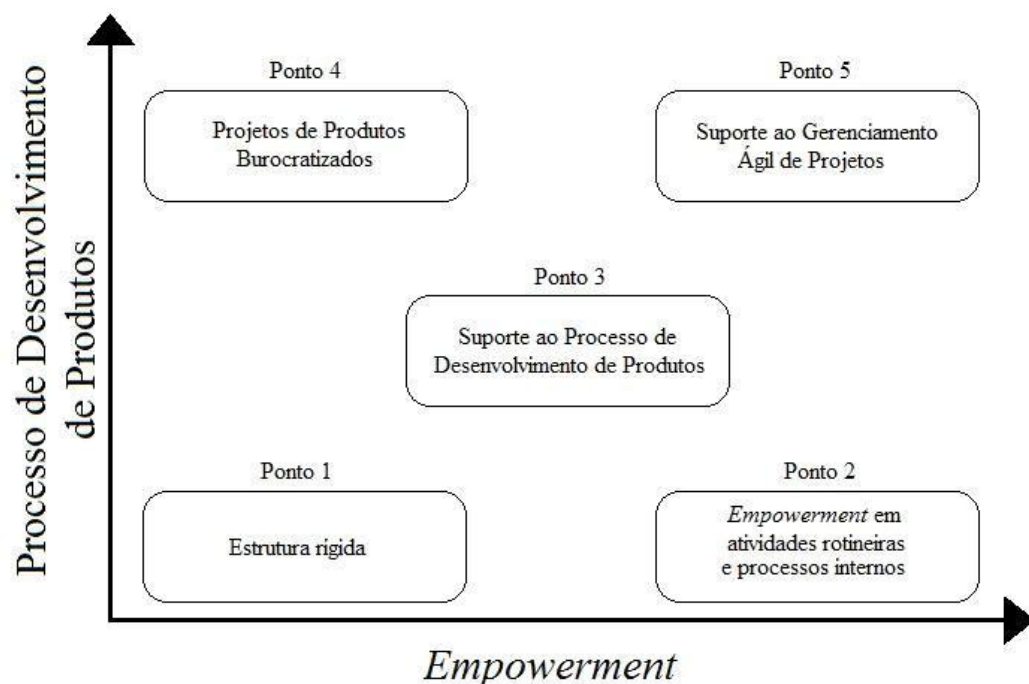 Processo de Desenvolvimento
de Produtos
Ponto 4
Projetos de Produtos
Burocratizados
Ponto 5
Suporte ao Gerenciamento
Ágil de Projetos
Ponto 3
Suporte ao Processo de
Desenvolvimento de Produtos
Ponto 1
Estrutura rígida
Ponto 2
Empowerment em
atividades rotineiras
e processos internos
Empowerment